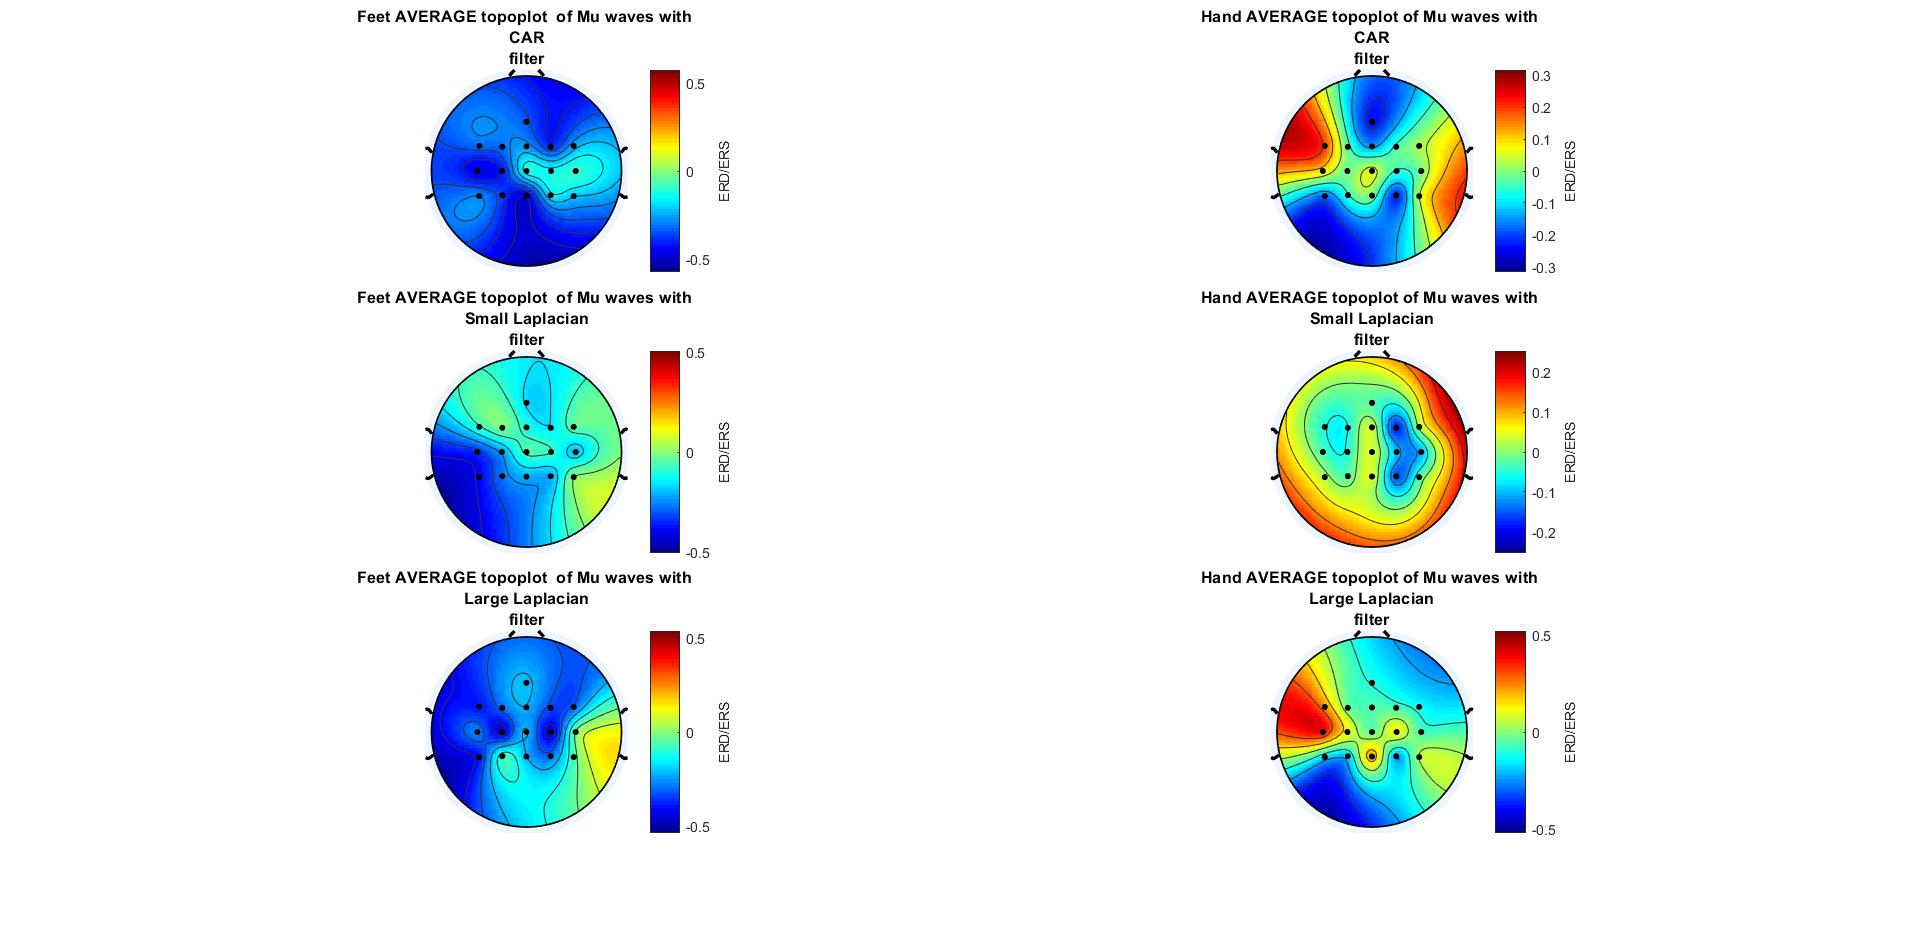 Feet AVERAGE topoplot  of Mu waves with
CAR
filter
0.5
0
-0.5
ERD/ERS
Hand AVERAGE topoplot of Mu waves with
CAR
filter
0.3
0.2
0.1
0
-0.1
-0.2
-0.3
ERD/ERS
Feet AVERAGE topoplot  of Mu waves with
Small Laplacian
filter
0.5
0
-0.5
ERD/ERS
Hand AVERAGE topoplot of Mu waves with
Small Laplacian
filter
0.2
0.1
0
-0.1
-0.2
ERD/ERS
Feet AVERAGE topoplot  of Mu waves with
Large Laplacian
filter
0.5
0
-0.5
ERD/ERS
Hand AVERAGE topoplot of Mu waves with
Large Laplacian
filter
0.5
0
-0.5
ERD/ERS